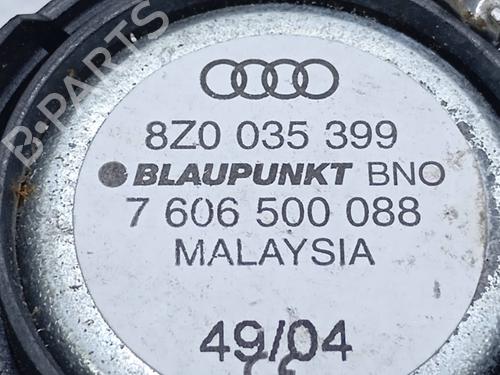 8Z0 035 399
BLAUPUNKT BNO
7 606 500 088
MALAYSIA
49/04
B-PARTS